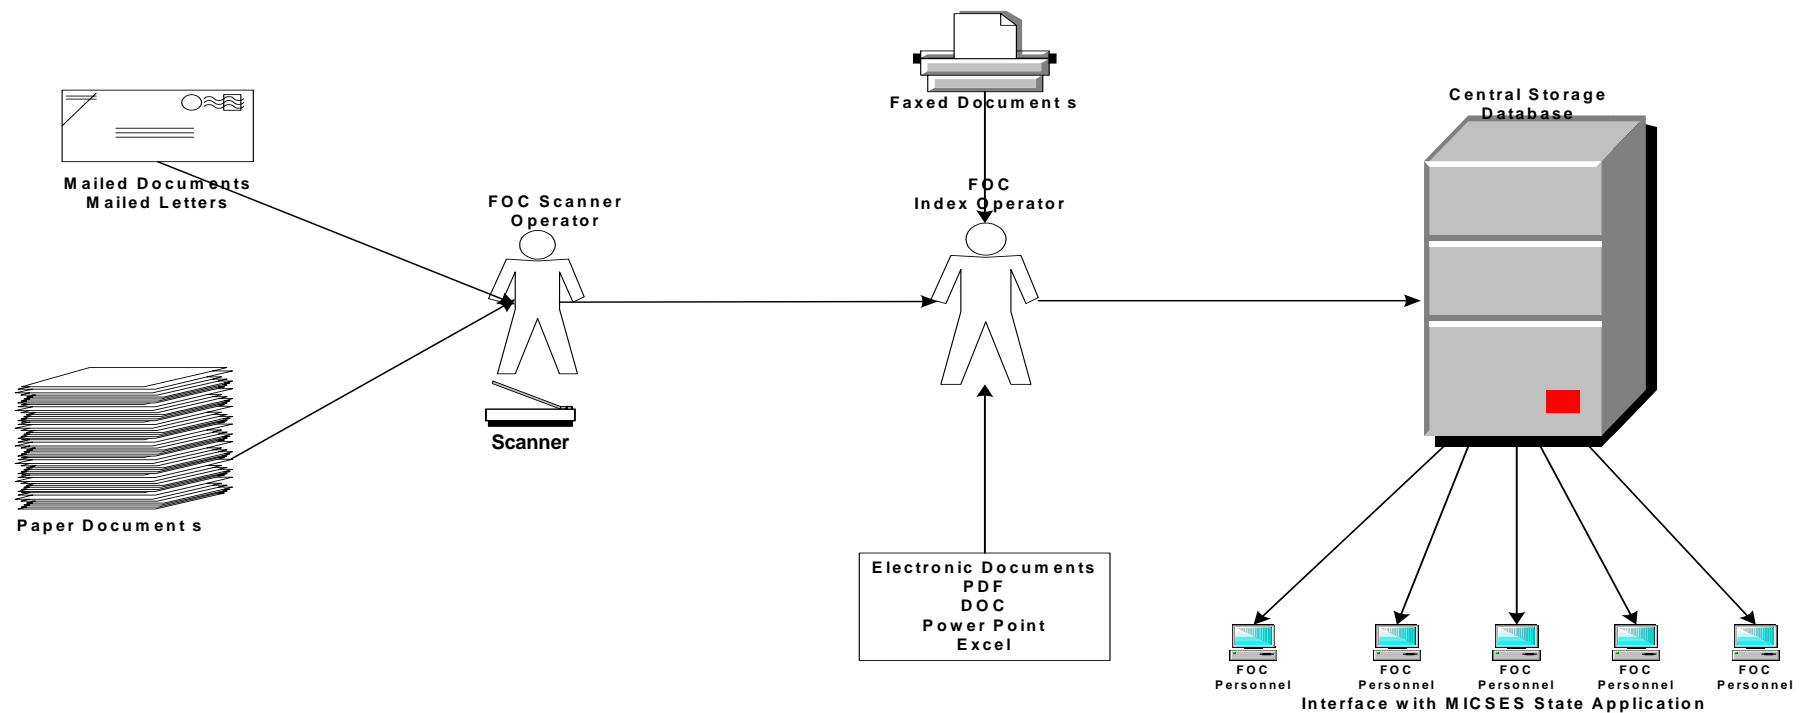 Faxed Documents
Central Storage
Database
Mailed Documents
Mailed Letters
FOC Scanner
Operator
FOC
Index Operator
Scanner
Paper Documents
Electronic Documents
PDF
DOC
Power Point
Excel
FOC
Personnel
FOC
Personnel
FOC
Personnel
FOC
Personnel
FOC
Personnel
Interface with MICSES State Application